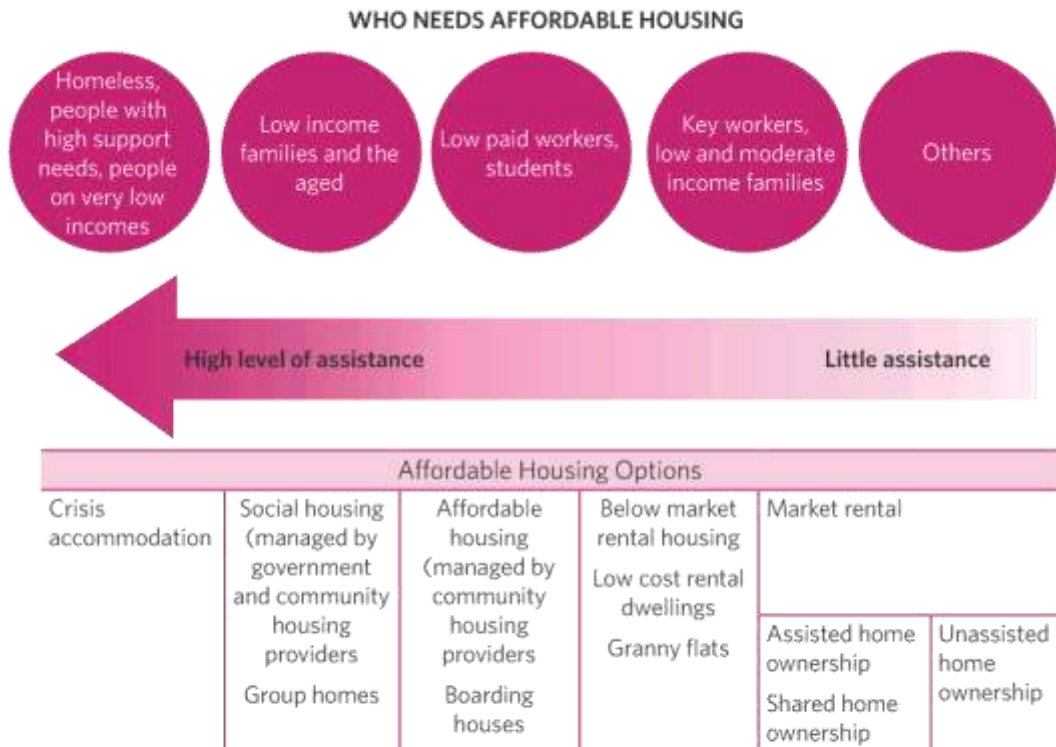 WHO NEEDS AFFORDABLE HOUSING
Homeless,
people with
high support
needs, people
on very low
incomes
Low income
families and the
aged
Low paid workers,
students
Key workers,
low and moderate
income families
Others
High level of assistance
Little assistance
Affordable Housing Options
Crisis
accommodation
Social housing
(managed by
government
and community
housing
providers
Group homes
Affordable
housing
(managed by
community
housing
providers
Boarding
houses
Below market
rental housing
Low cost rental
dwellings
Granny flats
Market rental
Assisted home
ownership
Shared home
ownership
Unassisted
home
ownership